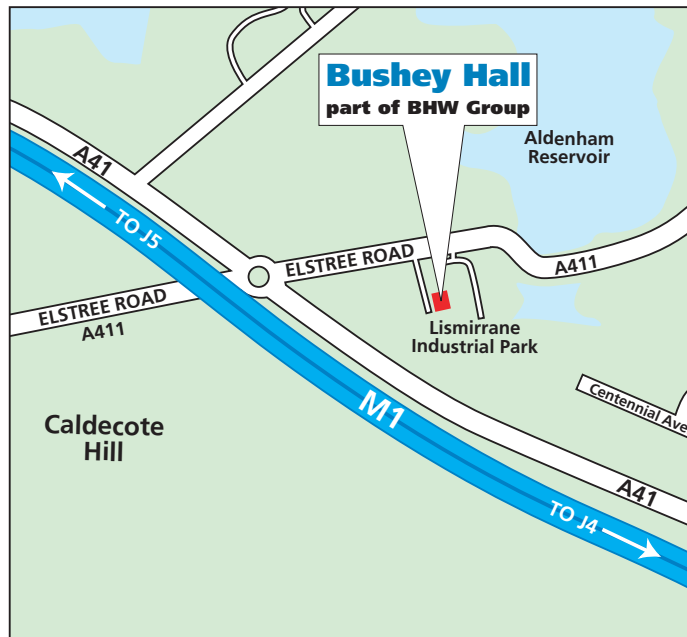 Bushey Hall
part of BHW Group
Aldenham
Reservoir
A41
TO J5
ELSTREE ROAD
A411
ELSTREE ROAD
A411
Lismirrane
Industrial Park
Centennial Ave
M1
Caldecote
Hill
A41
TO J4